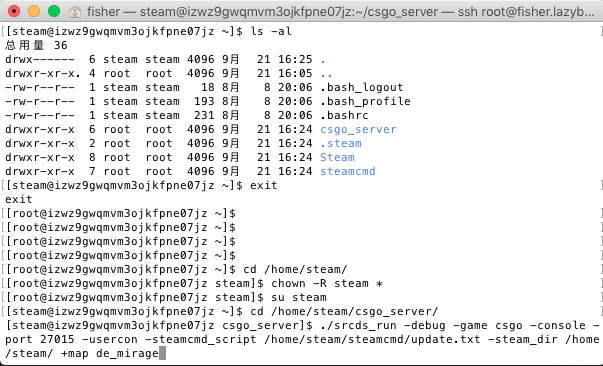 fisher — steam@izwz9gwqmvm3ojkfpne07jz:~/csgo_server — ssh root@fisher.lazyb...
[[steam@izwz9gwqmvm3ojkfpne07jz ~]$ ls -al ]
总用量 36
drwx------ 6 steam steam 4096 9月 21 16:25 .
drwxr-xr-x. 4 root root 4096 9月 21 16:05 ..
-rw-r--r-- 1 steam steam 18 8月 8 20:06 .bash_logout
-rw-r--r-- 1 steam steam 193 8月 8 20:06 .bash_profile
-rw-r--r-- 1 steam steam 231 8月 8 20:06 .bashrc
drwxr-xr-x 6 root root 4096 9月 21 16:24 csgo_server
drwxr-xr-x 2 root root 4096 9月 21 16:24 .steam
drwxr-xr-x 8 root root 4096 9月 21 16:24 Steam
drwxr-xr-x 7 root root 4096 9月 21 16:24 steamcmd
[[steam@izwz9gwqmvm3ojkfpne07jz ~]$ exit ]
exit
[[root@izwz9gwqmvm3ojkfpne07jz ~]$ ]
[[root@izwz9gwqmvm3ojkfpne07jz ~]$ ]
[[root@izwz9gwqmvm3ojkfpne07jz ~]$ ]
[[root@izwz9gwqmvm3ojkfpne07jz ~]$ cd /home/steam/ ]
[[root@izwz9gwqmvm3ojkfpne07jz steam]$ chown -R steam * ]
[[root@izwz9gwqmvm3ojkfpne07jz steam]$ su steam ]
[[steam@izwz9gwqmvm3ojkfpne07jz steam]$ cd /home/steam/csgo_server/ ]
[steam@izwz9gwqmvm3ojkfpne07jz csgo_server]$ ./srcds_run -debug -game csgo -console -
port 27015 -usercon -steamcmd_script /home/steam/steamcmd/update.txt -steam_dir /home
/steam/ +map de_mirage